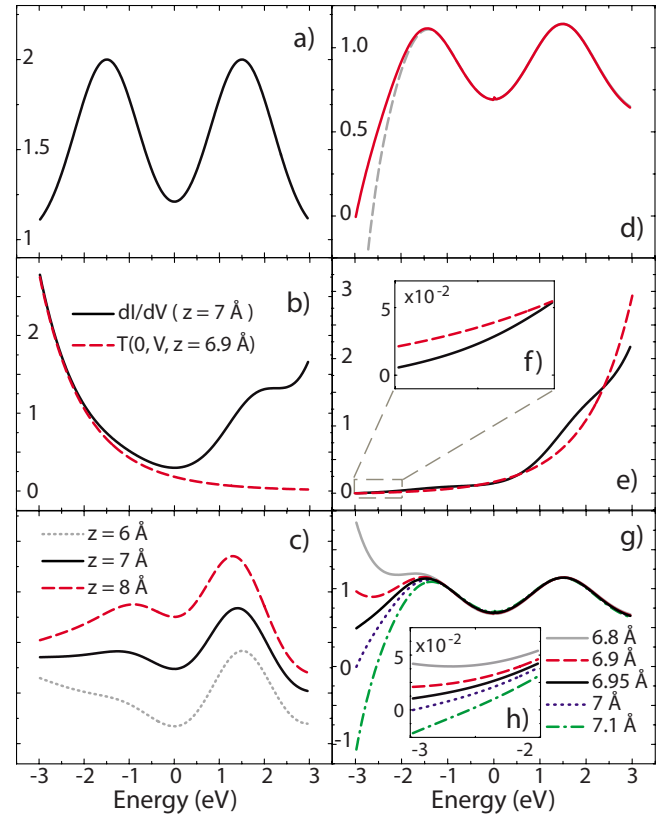 a)
2
1.5
1
d)
1.0
0.5
0
b)
dI/dV ( z = 7 Å )
T(0, V, z = 6.9 Å)
2
1
0
e)
3
2
1
0
x10⁻²
5
0
f)
c)
z = 6 Å
z = 7 Å
z = 8 Å
-3 -2 -1 0 1 2 3
Energy (eV)
g)
1
0
-1
6.8 Å
6.9 Å
6.95 Å
7 Å
7.1 Å
x10⁻²
5
0
h)
-3 -2
-3 -2 -1 0 1 2 3
Energy (eV)